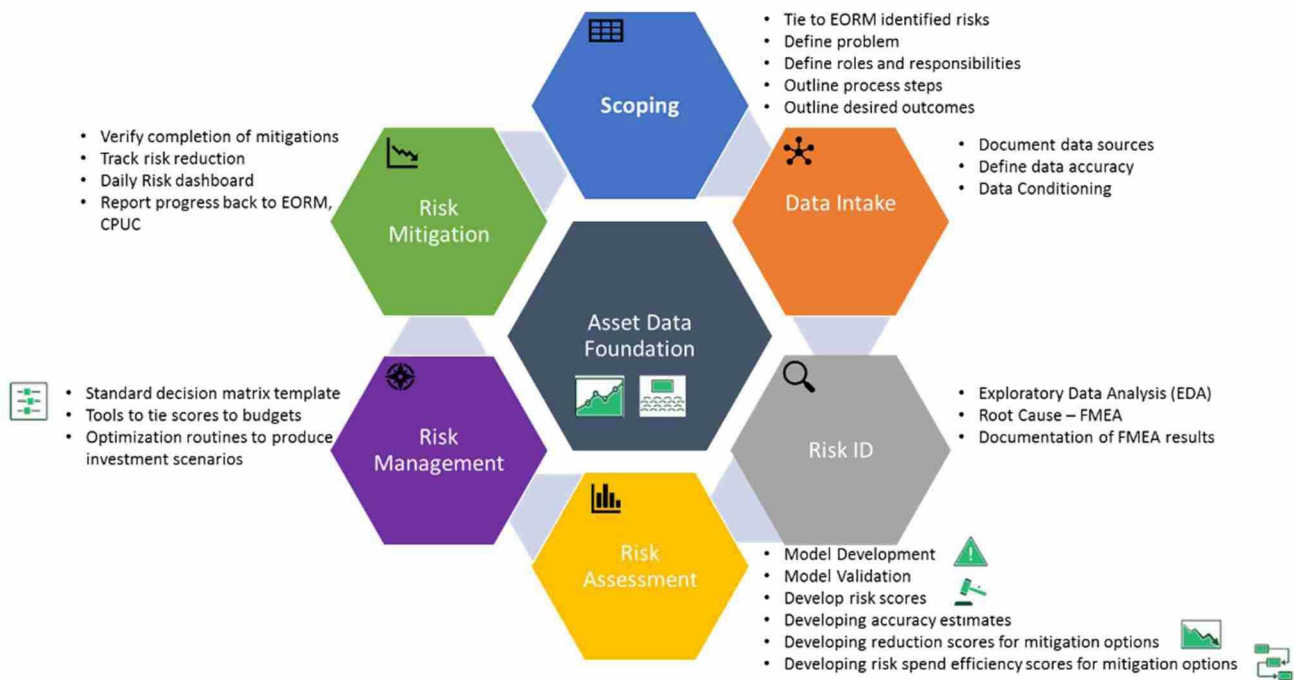 Scoping
• Tie to EORM identified risks
• Define problem
• Define roles and responsibilities
• Outline process steps
• Outline desired outcomes
Data Intake
• Document data sources
• Define data accuracy
• Data Conditioning
Risk ID
• Exploratory Data Analysis (EDA)
• Root Cause – FMEA
• Documentation of FMEA results
Risk
Assessment
• Model Development
• Model Validation
• Develop risk scores
• Developing accuracy estimates
• Developing reduction scores for mitigation options
• Developing risk spend efficiency scores for mitigation options
Risk
Management
• Standard decision matrix template
• Tools to tie scores to budgets
• Optimization routines to produce
investment scenarios
Risk
Mitigation
• Verify completion of mitigations
• Track risk reduction
• Daily Risk dashboard
• Report progress back to EORM,
CPUC
Asset Data
Foundation